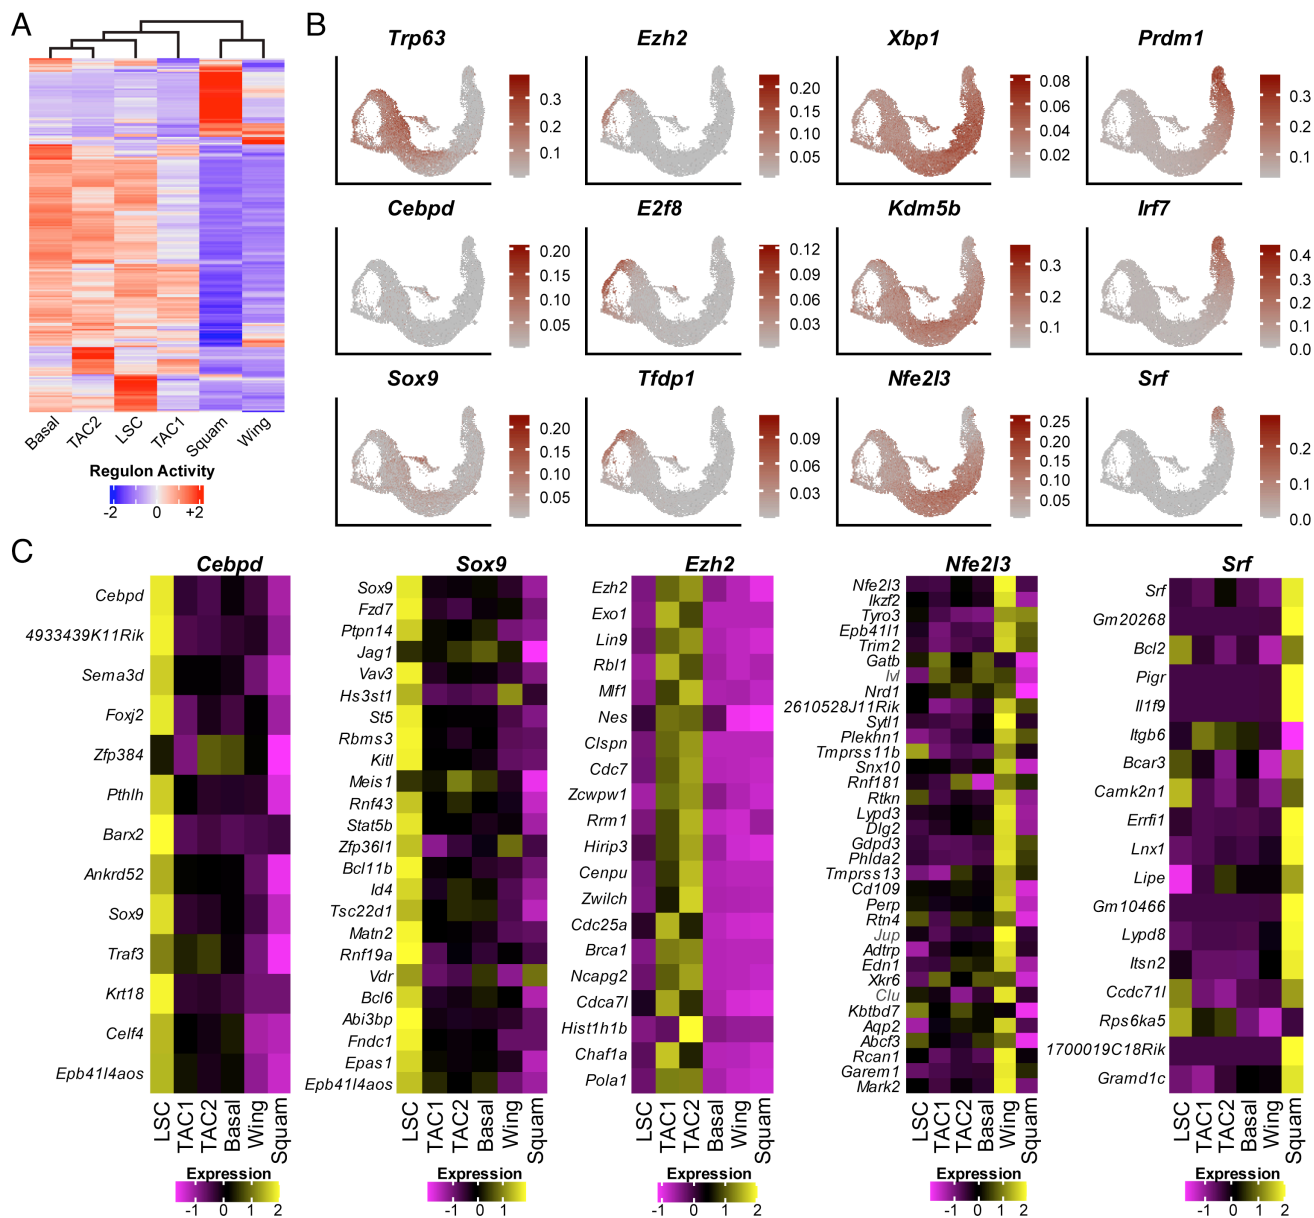 A
Basal
TAC2
LSC
TAC1
Squam
Wing
Regulon Activity
-2
0
+2
B
Trp63
0.3
0.2
0.1
Ezh2
0.20
0.15
0.10
0.05
Xbp1
0.08
0.06
0.04
0.02
Prdm1
0.3
0.2
0.1
Cebpd
0.20
0.15
0.10
0.05
E2f8
0.12
0.09
0.06
0.03
Kdm5b
0.3
0.2
0.1
Irf7
0.4
0.3
0.2
0.1
0.0
Sox9
0.20
0.15
0.10
0.05
Tfdp1
0.09
0.06
0.03
Nfe2l3
0.25
0.20
0.15
0.10
0.05
Srf
0.2
0.1
0.0
C
Cebpd
Cebpd
4933439K11Rik
Sema3d
Foxj2
Zfp384
Pthlh
Barx2
Ankrd52
Sox9
Traf3
Krt18
Celf4
Epb41l4aos
LSC
TAC1
TAC2
Basal
Wing
Squam
Expression
-1
0
1
2
Sox9
Sox9
Fzd7
Ptpn14
Jag1
Vav3
Hs3st1
St5
Rbms3
Kitl
Meis1
Rnf43
Stat5b
Zfp36l1
Bcl11b
Id4
Tsc22d1
Matn2
Rnf19a
Vdr
Bcl6
Abi3bp
Fndc1
Epas1
Epb41l4aos
LSC
TAC1
TAC2
Basal
Wing
Squam
Expression
-1
0
1
Ezh2
Ezh2
Exo1
Lin9
Rbl1
Mlf1
Nes
Clspn
Cdc7
Zcwpw1
Rrm1
Hirip3
Cenpu
Zwilch
Cdc25a
Brca1
Ncapg2
Cdca7l
Hist1h1b
Chaf1a
Pola1
LSC
TAC1
TAC2
Basal
Wing
Squam
Expression
-1
0
1
2
Nfe2l3
Nfe2l3
Ikzf2
Tyro3
Epb41l1
Trim2
Gatb
Ivl
Nrd1
2610528J11Rik
Sytl1
Plekhn1
Tmprss11b
Snx10
Rnf181
Rtkn
Lypd3
Dlg2
Gdpd3
Phlda2
Tmprss13
Cd109
Perp
Rtn4
Jup
Adtrp
Edn1
Xkr6
Clu
Kbtbd7
Aqp2
Abcf3
Rcan1
Garem1
Mark2
LSC
TAC1
TAC2
Basal
Wing
Squam
Expression
-1
0
1
2
Srf
Srf
Gm20268
Bcl2
Pigr
Il1f9
Itgb6
Bcar3
Camk2n1
Errfi1
Lnx1
Lipe
Gm10466
Lypd8
Itsn2
Ccdc71l
Rps6ka5
1700019C18Rik
Gramd1c
LSC
TAC1
TAC2
Basal
Wing
Squam
Expression
-1
0
1
2